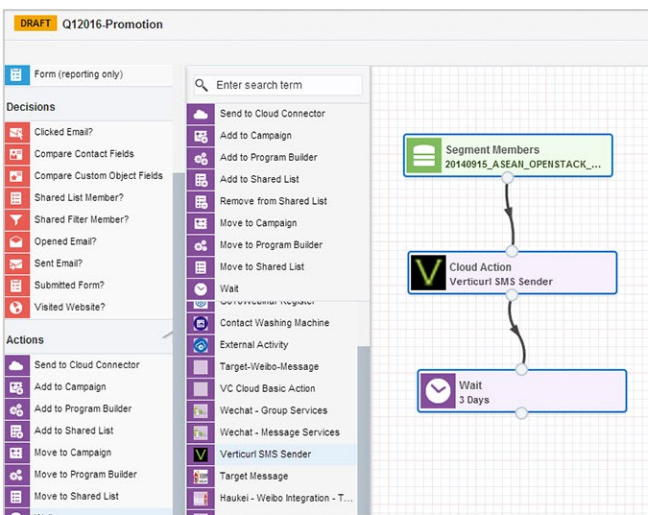 DRAFT Q12016-Promotion
Form (reporting only)
Decisions
Clicked Email?
Compare Contact Fields
Compare Custom Object Fields
Shared List Member?
Shared Filter Member?
Opened Email?
Sent Email?
Submitted Form?
Visited Website?
Actions
Send to Cloud Connector
Add to Campaign
Add to Program Builder
Add to Shared List
Move to Campaign
Move to Program Builder
Move to Shared List
Enter search term
Send to Cloud Connector
Add to Campaign
Add to Program Builder
Add to Shared List
Remove from Shared List
Move to Campaign
Move to Program Builder
Move to Shared List
Wait
Contact Washing Machine
External Activity
Target-Weibo-Message
VC Cloud Basic Action
Wechat - Group Services
Wechat - Message Services
Verticurl SMS Sender
Target Message
Haukei - Weibo Integration - T...
Segment Members
20140915_ASEAN_OPENSTACK_...
Cloud Action
Verticurl SMS Sender
Wait
3 Days